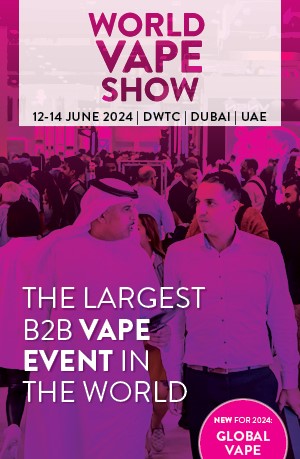 WORLD
VAPE
SHOW
12-14 JUNE 2024 | DWTC | DUBAI | UAE
THE LARGEST
B2B VAPE
EVENT IN
THE WORLD
NEW FOR 2024:
GLOBAL
VAPE